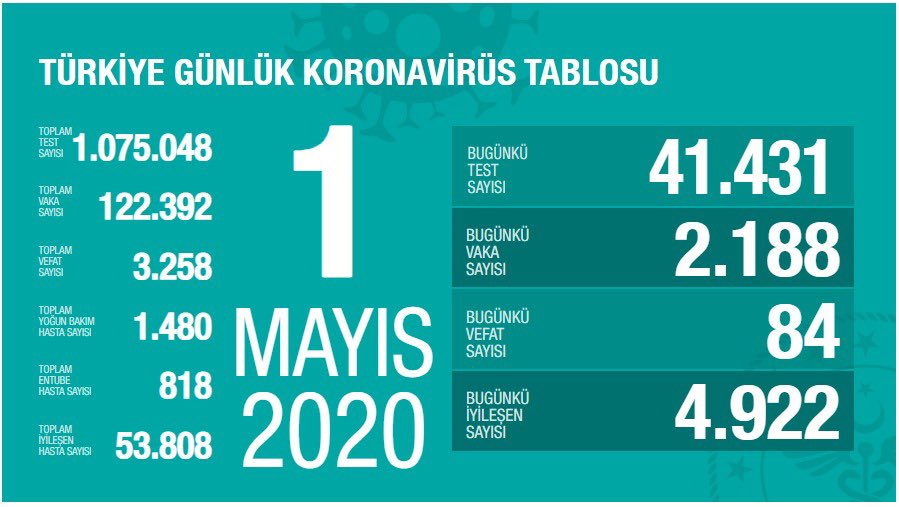 TÜRKİYE GÜNLÜK KORONAVİRÜS TABLOSU
TOPLAM
TEST
SAYISI
1.075.048
TOPLAM
VAKA
SAYISI
122.392
TOPLAM
VEFAT
SAYISI
3.258
TOPLAM
YOĞUN BAKIM
HASTA SAYISI
1.480
TOPLAM
ENTUBE
HASTA SAYISI
818
TOPLAM
İYİLEŞEN
HASTA SAYISI
53.808
1
MAYIS
2020
BUGÜNKÜ
TEST
SAYISI
41.431
BUGÜNKÜ
VAKA
SAYISI
2.188
BUGÜNKÜ
VEFAT
SAYISI
84
BUGÜNKÜ
İYİLEŞEN
SAYISI
4.922